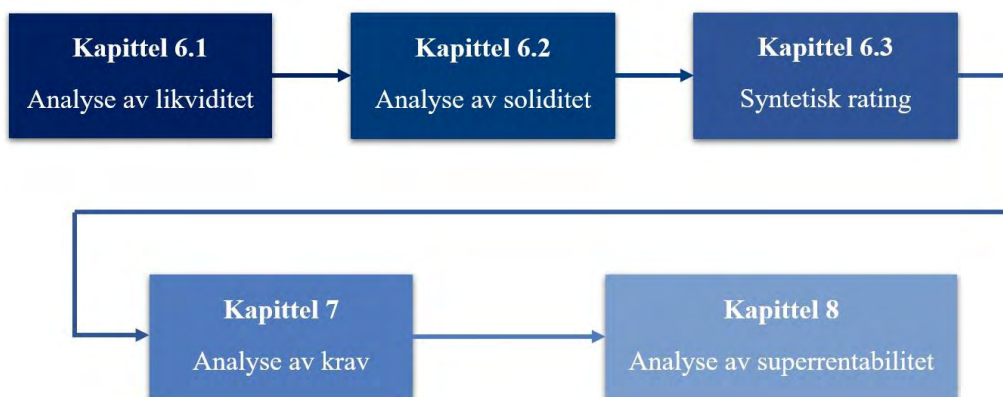 Kapittel 6.1
Analyse av likviditet
Kapittel 6.2
Analyse av soliditet
Kapittel 6.3
Syntetisk rating
Kapittel 7
Analyse av krav
Kapittel 8
Analyse av superrentabilitet